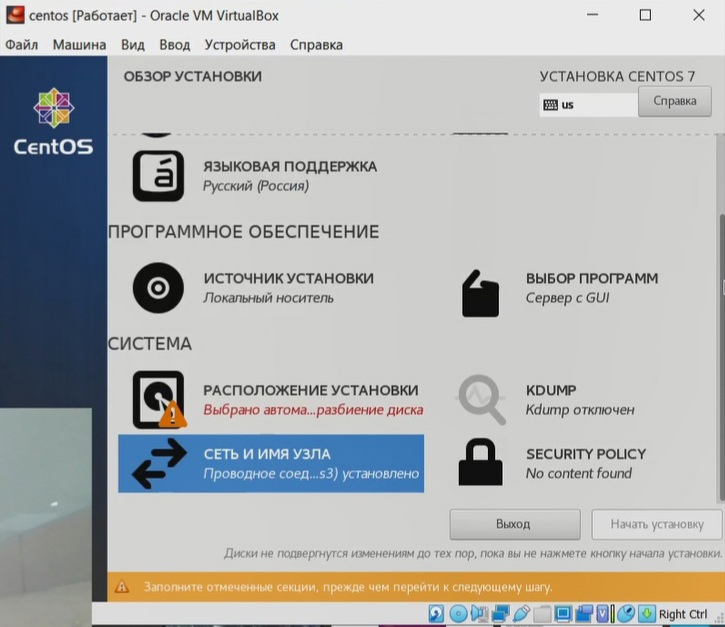 centos [Работает] - Oracle VM VirtualBox
Файл Машина Вид Ввод Устройства Справка
ОБЗОР УСТАНОВКИ
УСТАНОВКА CENTOS 7
us
Справка
CentOS
ЯЗЫКОВАЯ ПОДДЕРЖКА
Русский (Россия)
ПРОГРАММНОЕ ОБЕСПЕЧЕНИЕ
ИСТОЧНИК УСТАНОВКИ
Локальный носитель
ВЫБОР ПРОГРАММ
Сервер с GUI
СИСТЕМА
РАСПОЛОЖЕНИЕ УСТАНОВКИ
Выбрано автома...разбиение диска
KDUMP
Kdump отключен
СЕТЬ И ИМЯ УЗЛА
Проводное соед...s3) установлено
SECURITY POLICY
No content found
Выход
Начать установку
Диски не подвергнутся изменениям до тех пор, пока вы не нажмете кнопку начала установки.
Заполните отмеченные секции, прежде чем перейти к следующему шагу.
Right Ctrl